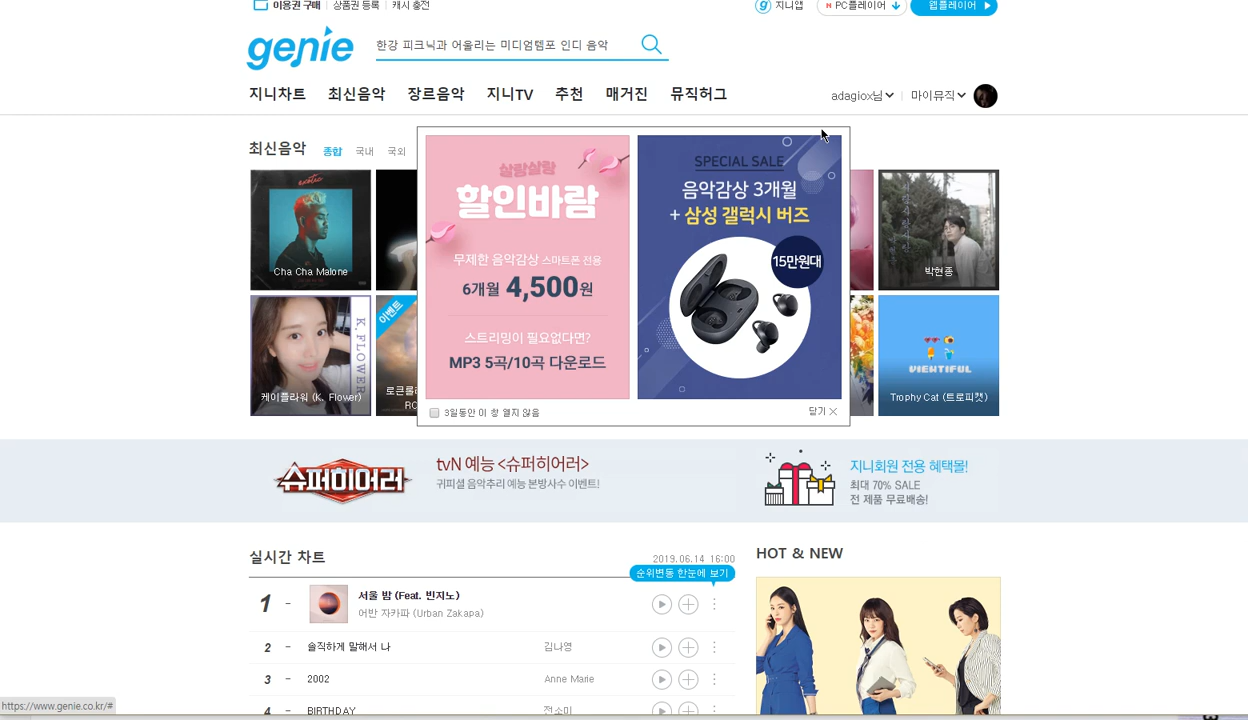 이용권 구매 상품권 등록 캐시 충전
지니앱 PC플레이어 웹플레이어
genie
한강 피크닉과 어울리는 미디엄템포 인디 음악
지니차트 최신음악 장르음악 지니TV 추천 매거진 뮤직허그
adagiox님 마이뮤직
최신음악 종합 국내 국외
exotic
Cha Cha Malone
박현종
이벤트
K. FLOWER
케이플라워 (K. Flower)
로큰롤
RC
VIEWTIFUL
Trophy Cat (트로피캣)
살랑살랑
할인바람
무제한 음악감상 스마트폰 전용
6개월 4,500원
스트리밍이 필요없다면?
MP3 5곡/10곡 다운로드
SPECIAL SALE
음악감상 3개월
+ 삼성 갤럭시 버즈
15만원대
3일동안 이 창 열지 않음
닫기
슈퍼히어러
tvN 예능 <슈퍼히어러>
귀피셜 음악추리 예능 본방사수 이벤트!
지니회원 전용 혜택몰!
최대 70% SALE
전 제품 무료배송!
실시간 차트
2019.06.14 16:00
순위변동 한눈에 보기
HOT & NEW
1 - 서울 밤 (Feat. 빈지노)
어반 자카파 (Urban Zakapa)
2 - 솔직하게 말해서 나 김나영
3 - 2002 Anne Marie
4 - BIRTHDAY 전소미
https://www.genie.co.kr/#